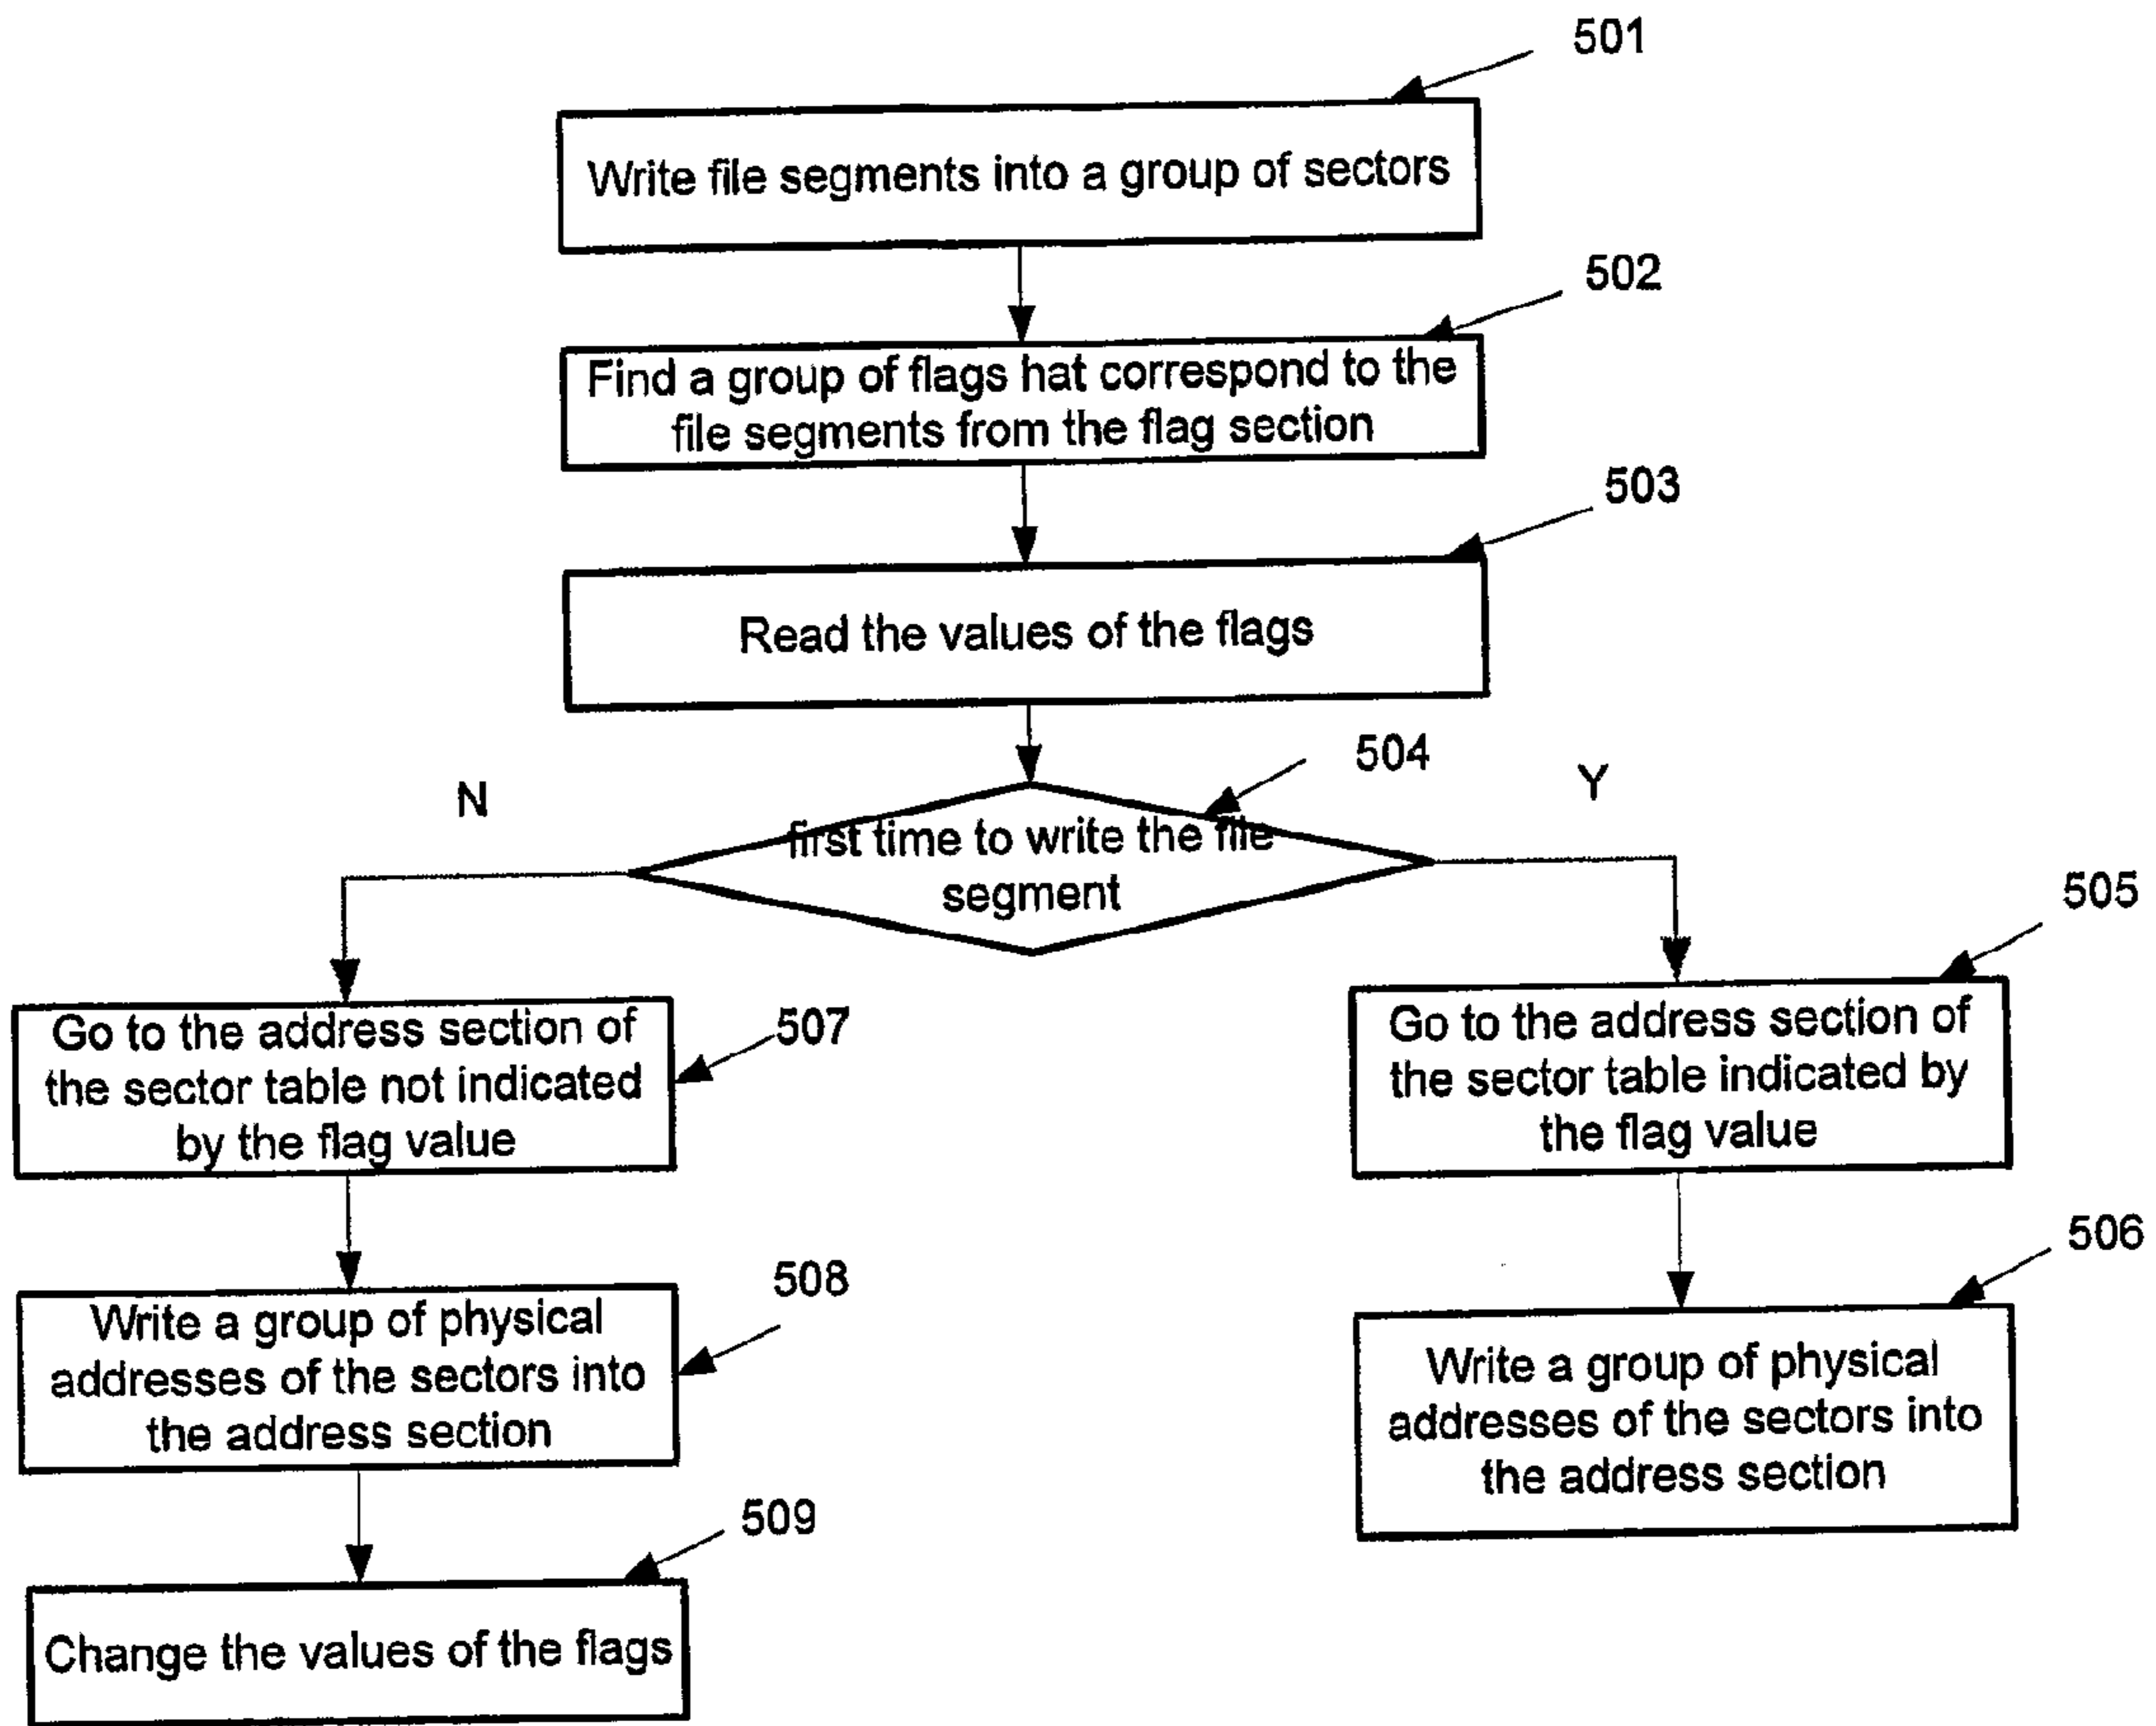 501
Write file segments into a group of sectors
502
Find a group of flags hat correspond to the
file segments from the flag section
503
Read the values of the flags
504
N
Y
first time to write the file
segment
505
Go to the address section of
the sector table not indicated
by the flag value
507
Go to the address section of
the sector table indicated by
the flag value
506
508
Write a group of physical
addresses of the sectors into
the address section
Write a group of physical
addresses of the sectors into
the address section
509
Change the values of the flags